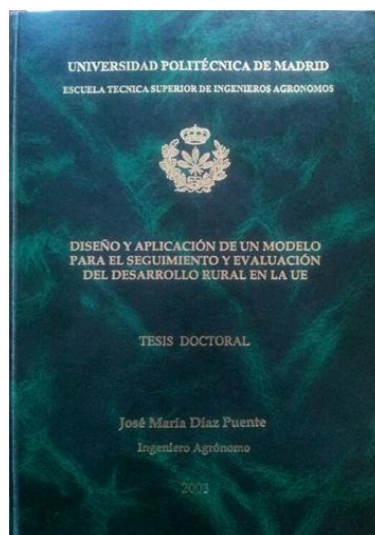 UNIVERSIDAD POLITÉCNICA DE MADRID
ESCUELA TECNICA SUPERIOR DE INGENIEROS AGRONOMOS
DISEÑO Y APLICACIÓN DE UN MODELO
PARA EL SEGUIMIENTO Y EVALUACIÓN
DEL DESARROLLO RURAL EN LA UE
TESIS DOCTORAL
José María Díaz Puente
Ingeniero Agrónomo
2003